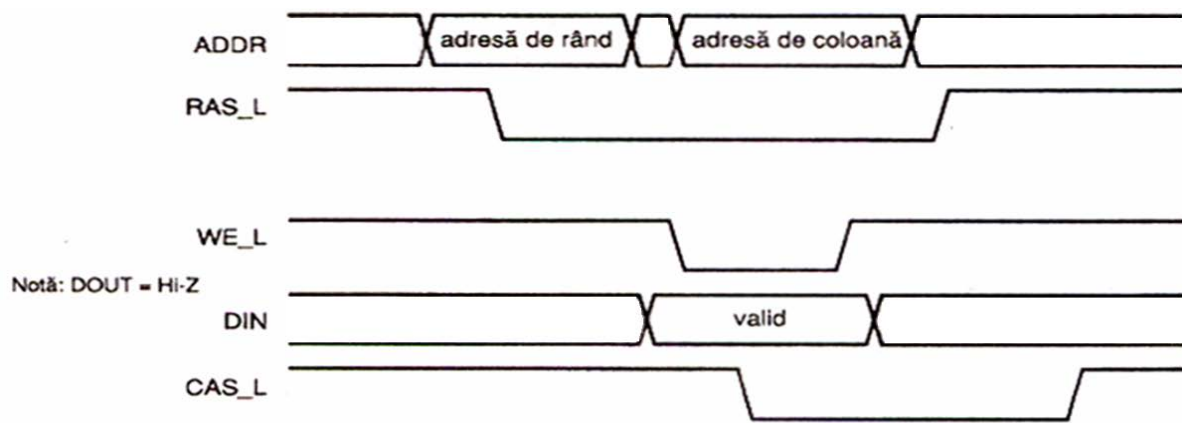 ADDR
adresă de rând
adresă de coloană
RAS_L
WE_L
Notă: DOUT = Hi-Z
DIN
valid
CAS_L